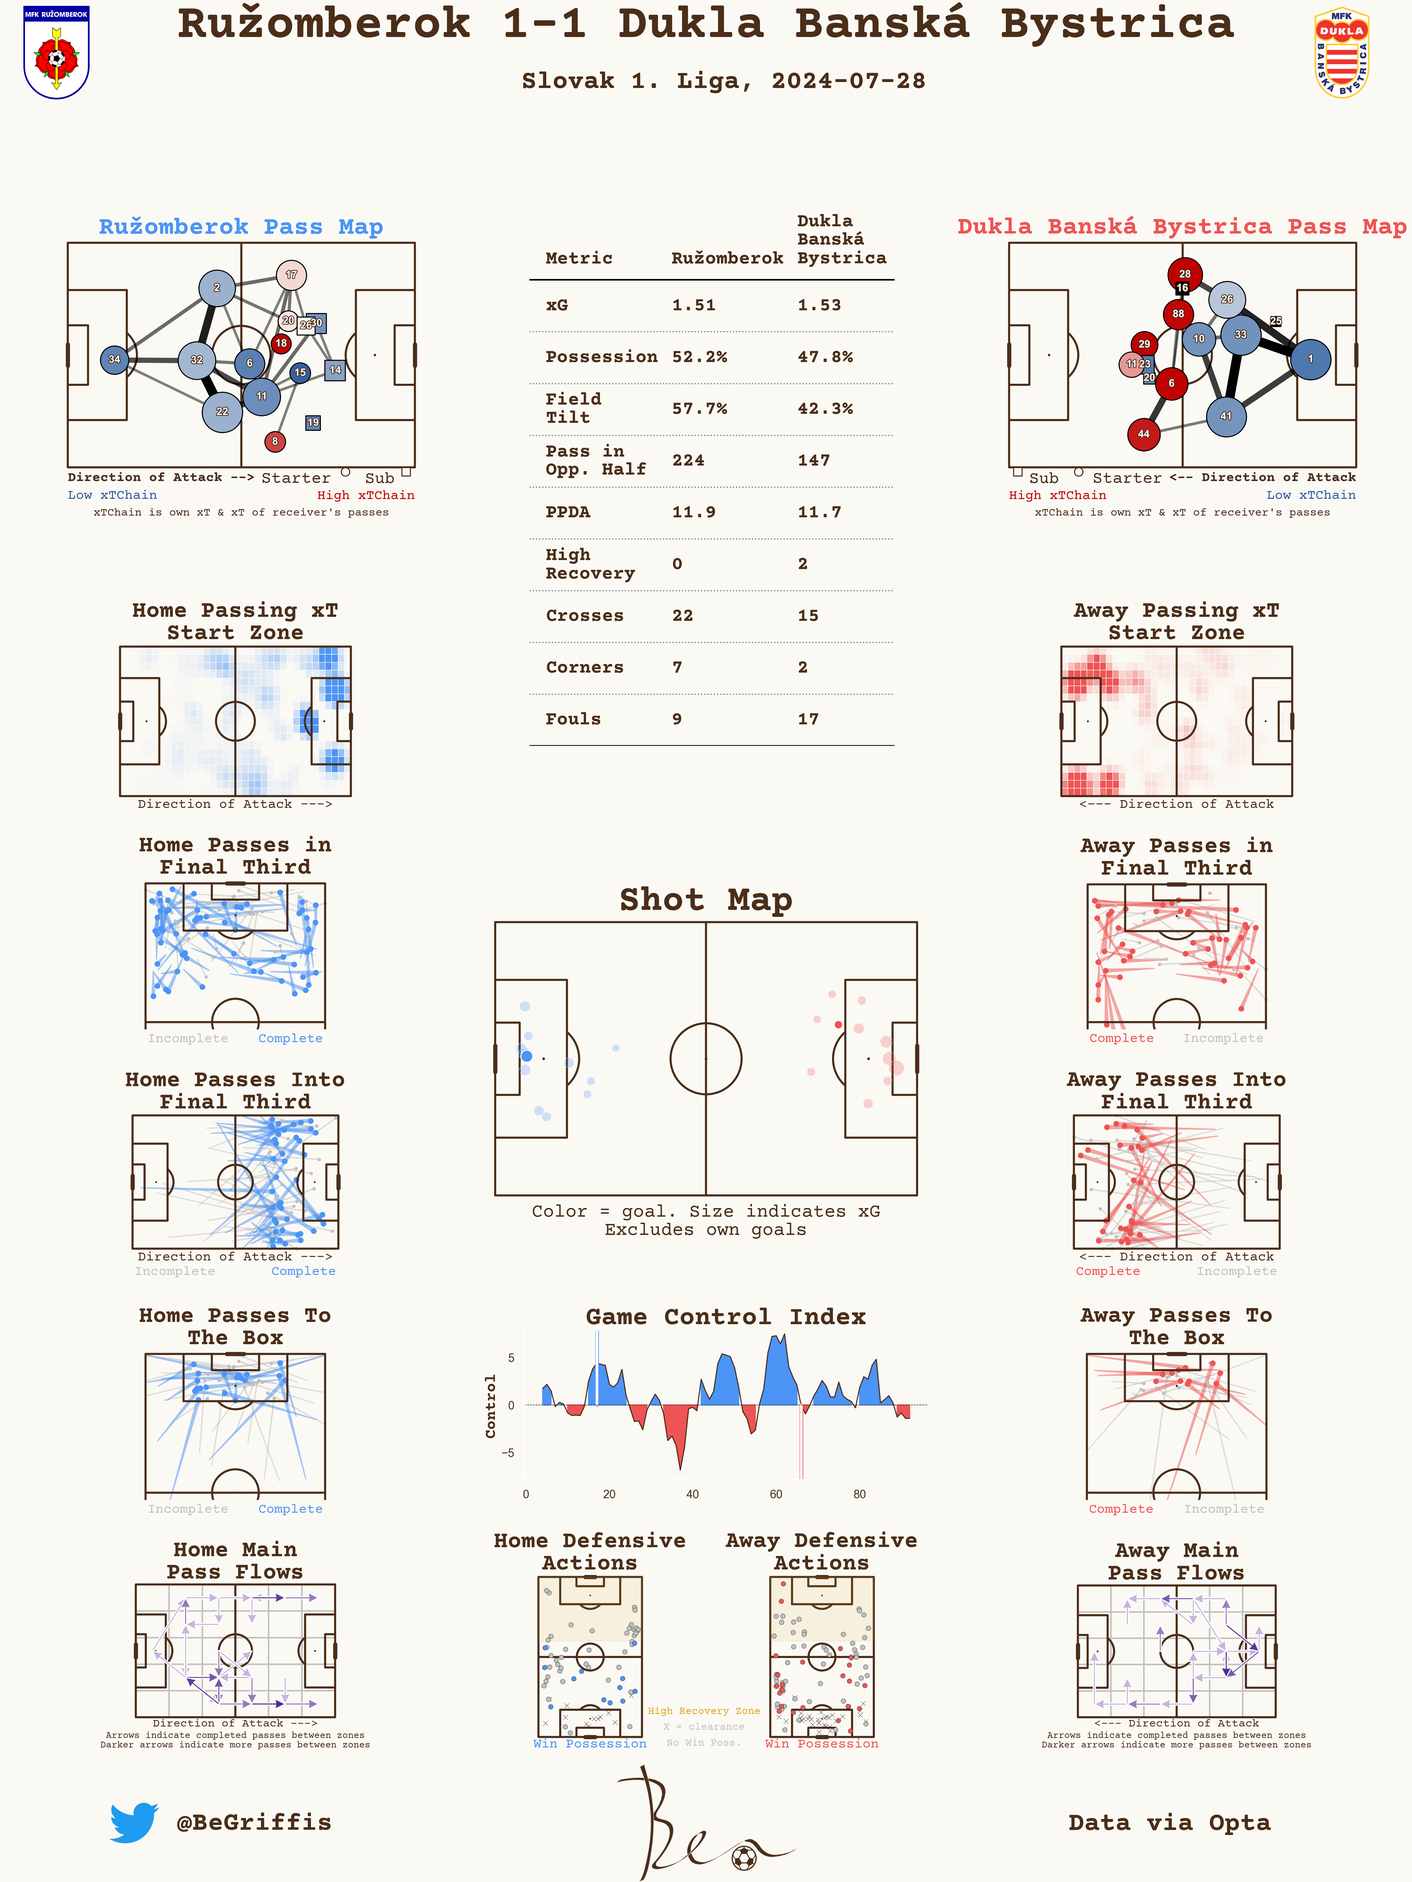 Ružomberok 1-1 Dukla Banská Bystrica
Slovak 1. Liga, 2024-07-28
MFK RUŽOMBEROK
MFK
DUKLA
BANSKÁ BYSTRICA
Ružomberok Pass Map
2
17
20
26
30
18
34
32
6
15
14
11
22
19
8
Direction of Attack --> Starter Sub
Low xTChain High xTChain
xTChain is own xT & xT of receiver's passes
Metric Ružomberok Dukla Banská Bystrica
xG 1.51 1.53
Possession 52.2% 47.8%
Field Tilt 57.7% 42.3%
Pass in Opp. Half 224 147
PPDA 11.9 11.7
High Recovery 0 2
Crosses 22 15
Corners 7 2
Fouls 9 17
Dukla Banská Bystrica Pass Map
28
16
26
88
25
10
33
29
11
23
1
20
6
41
44
Sub Starter <-- Direction of Attack
High xTChain Low xTChain
xTChain is own xT & xT of receiver's passes
Home Passing xT
Start Zone
Direction of Attack --->
Away Passing xT
Start Zone
<--- Direction of Attack
Home Passes in
Final Third
Incomplete Complete
Away Passes in
Final Third
Complete Incomplete
Shot Map
Color = goal. Size indicates xG
Excludes own goals
Home Passes Into
Final Third
Direction of Attack --->
Incomplete Complete
Away Passes Into
Final Third
<--- Direction of Attack
Complete Incomplete
Home Passes To
The Box
Incomplete Complete
Game Control Index
Control
5
0
−5
0 20 40 60 80
Away Passes To
The Box
Complete Incomplete
Home Main
Pass Flows
Direction of Attack --->
Arrows indicate completed passes between zones
Darker arrows indicate more passes between zones
Home Defensive
Actions
Win Possession
Away Defensive
Actions
Win Possession
High Recovery Zone
X = clearance
No Win Poss.
Away Main
Pass Flows
<--- Direction of Attack
Arrows indicate completed passes between zones
Darker arrows indicate more passes between zones
@BeGriffis
Ben
Data via Opta